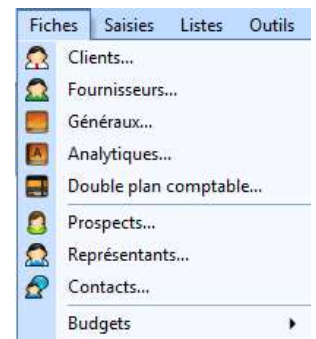 Fiches Saisies Listes Outils
Clients...
Fournisseurs...
Généraux...
A Analytiques...
Double plan comptable...
Prospects...
Représentants...
Contacts...
Budgets